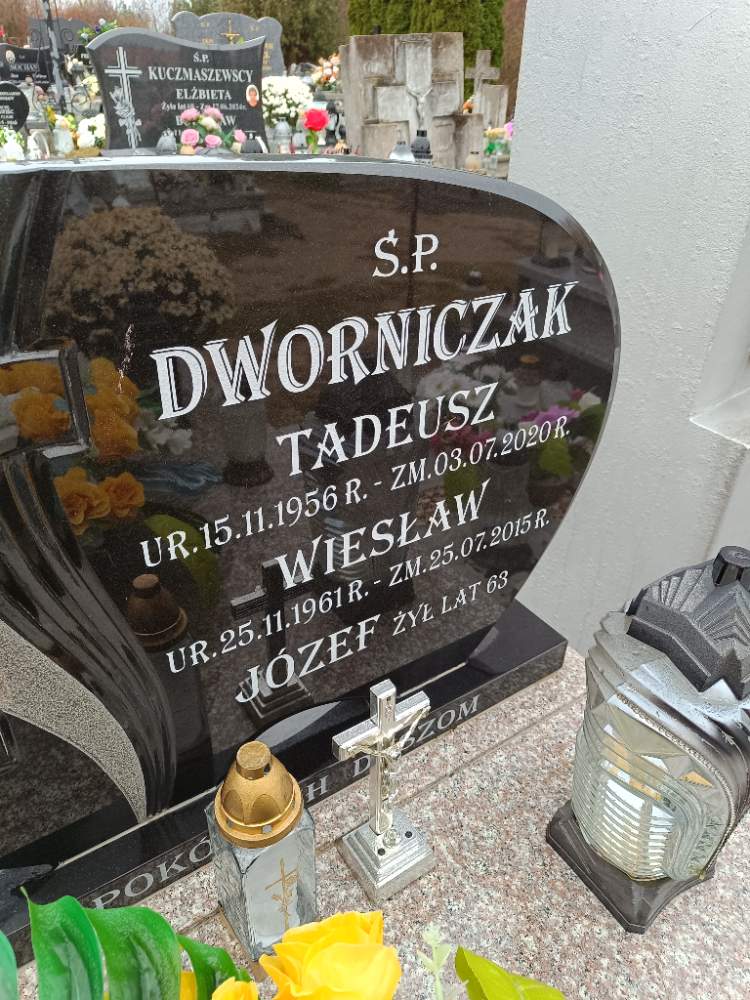 Ś.P.
KUCZMASZEWSCY
ELŻBIETA
Ś.P.
DWORNICZAK
TADEUSZ
UR.15.11.1956 R. - ZM.03.07.2020 R.
WIESŁAW
UR.25.11.1961 R. - ZM.25.07.2015 R.
JÓZEF ŻYŁ LAT 63